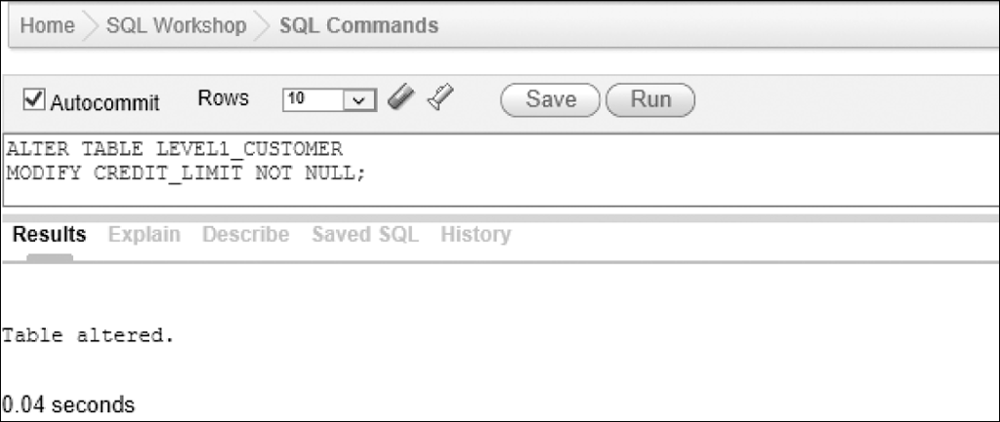 Home SQL Workshop SQL Commands
Autocommit Rows 10 Save Run
ALTER TABLE LEVEL1_CUSTOMER
MODIFY CREDIT_LIMIT NOT NULL;
Results Explain Describe Saved SQL History
Table altered.
0.04 seconds